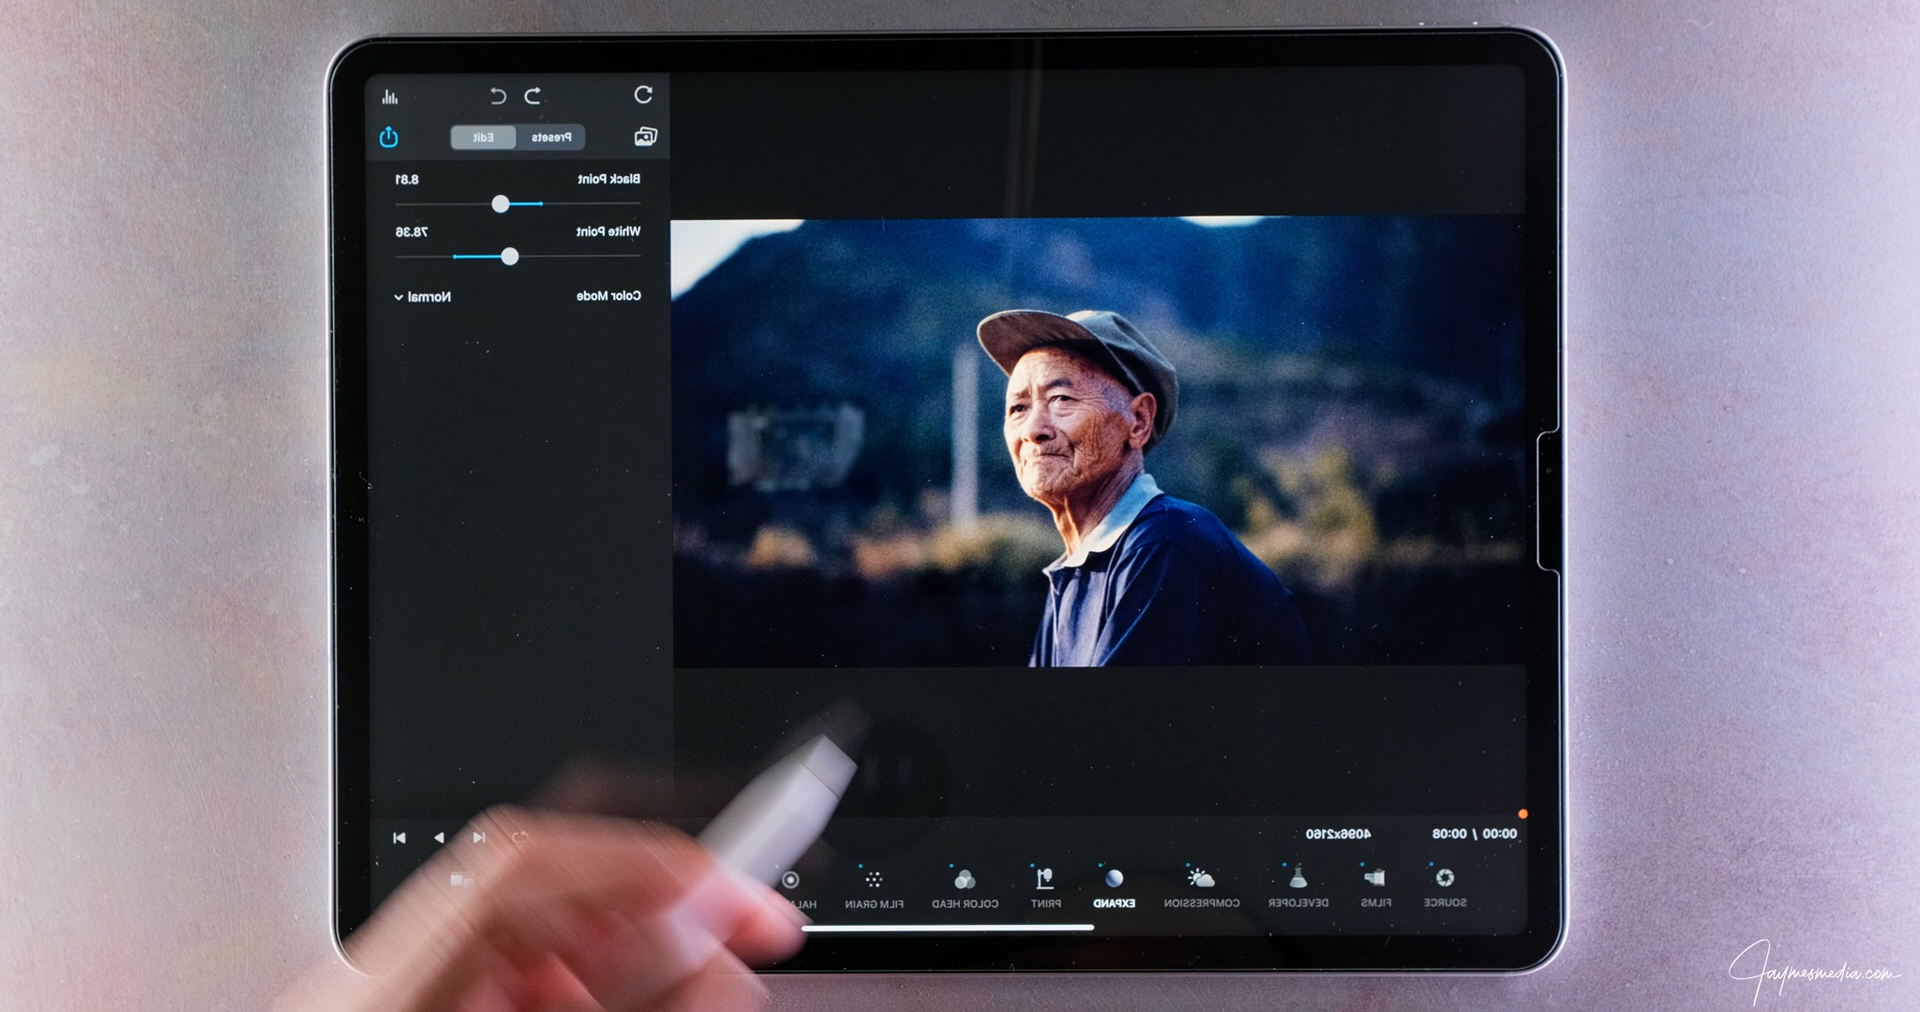 Edit Presets
Black Point 8.81
White Point 78.36
Color Mode Normal
00:00 / 00:08 4096x2160
SOURCE FILMS DEVELOPER COMPRESSION EXPAND PRINT COLOR HEAD FILM GRAIN
Jaymesmedia.com